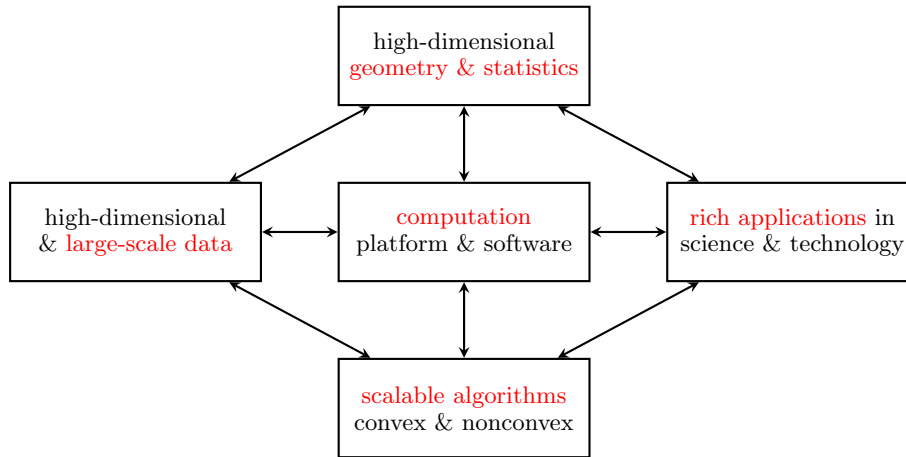 high-dimensional
geometry & statistics
high-dimensional
& large-scale data
computation
platform & software
rich applications in
science & technology
scalable algorithms
convex & nonconvex